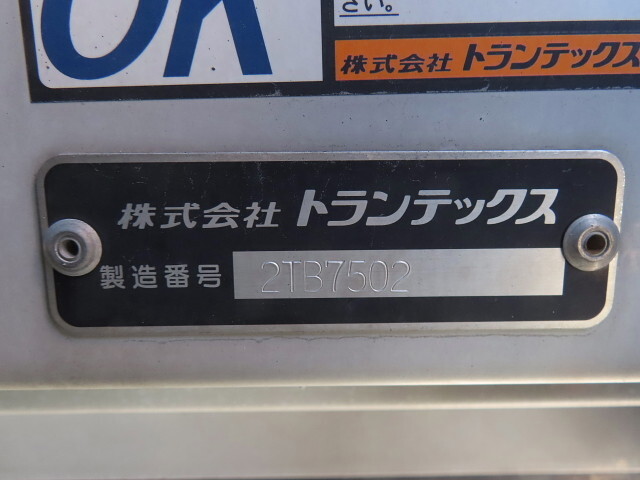 OK
さい。
株式会社 トランテックス
株式会社 トランテックス
製造番号 2TB7502